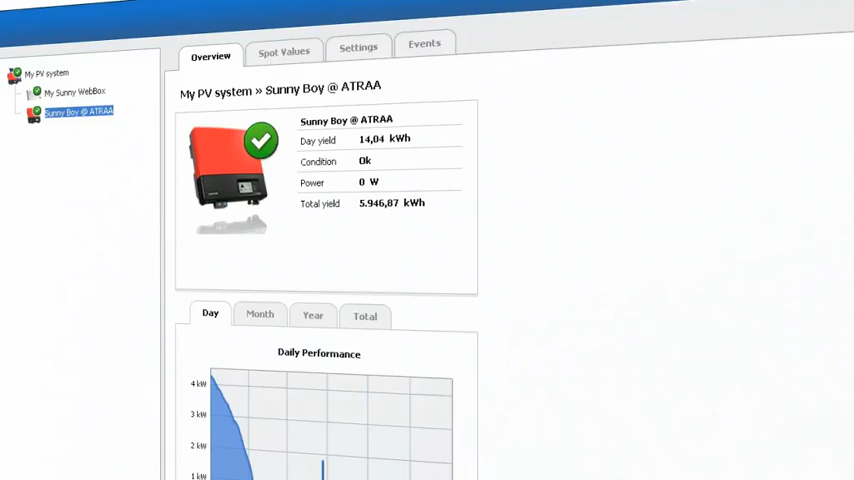 Overview
Spot Values
Settings
Events
My PV system
My Sunny WebBox
Sunny Boy @ ATRAA
My PV system » Sunny Boy @ ATRAA
Sunny Boy @ ATRAA
Day yield 14,04 kWh
Condition Ok
Power 0 W
Total yield 5.946,87 kWh
Day
Month
Year
Total
Daily Performance
4 kW
3 kW
2 kW
1 kW